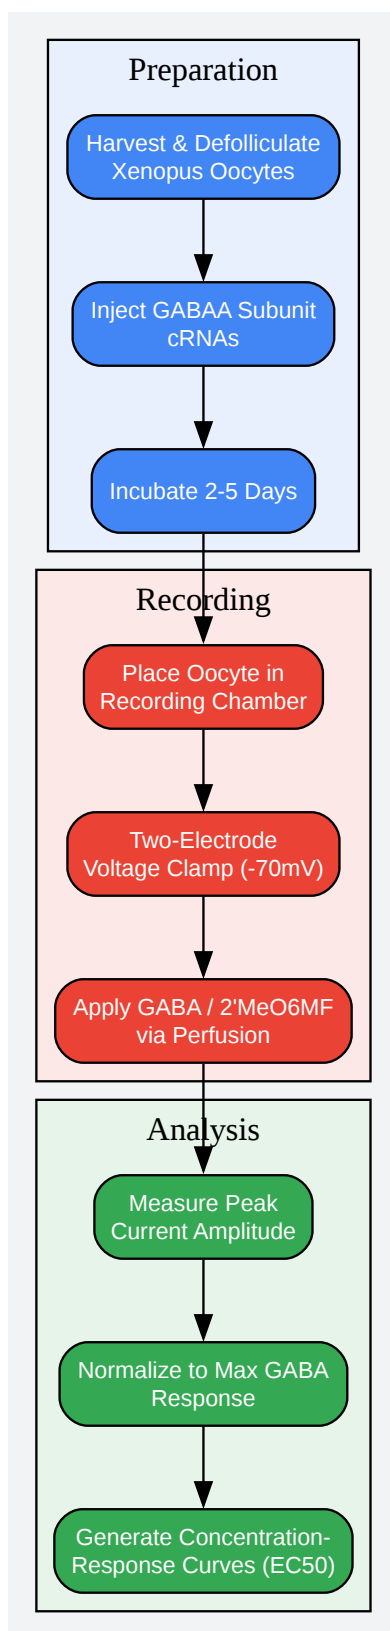 Preparation
Harvest & Defolliculate
Xenopus Oocytes
Inject GABAA Subunit
cRNAs
Incubate 2-5 Days
Recording
Place Oocyte in
Recording Chamber
Two-Electrode
Voltage Clamp (-70mV)
Apply GABA / 2'MeO6MF
via Perfusion
Analysis
Measure Peak
Current Amplitude
Normalize to Max GABA
Response
Generate Concentration-
Response Curves (EC50)